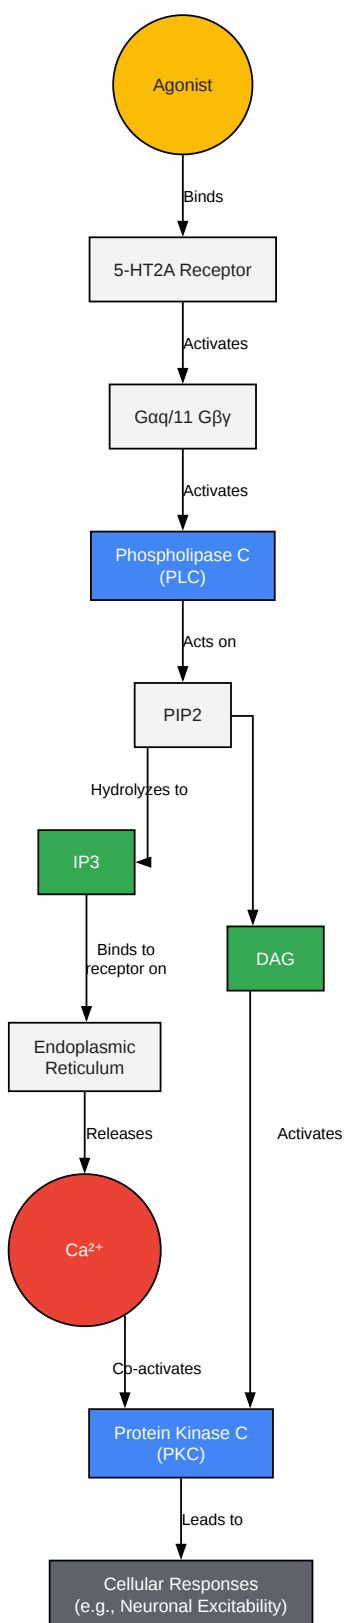 Agonist
Binds
5-HT2A Receptor
Activates
Gαq/11 Gβγ
Activates
Phospholipase C
(PLC)
Acts on
PIP2
Hydrolyzes to
IP3
DAG
Binds to
receptor on
Endoplasmic
Reticulum
Releases
Activates
Ca²⁺
Co-activates
Protein Kinase C
(PKC)
Leads to
Cellular Responses
(e.g., Neuronal Excitability)